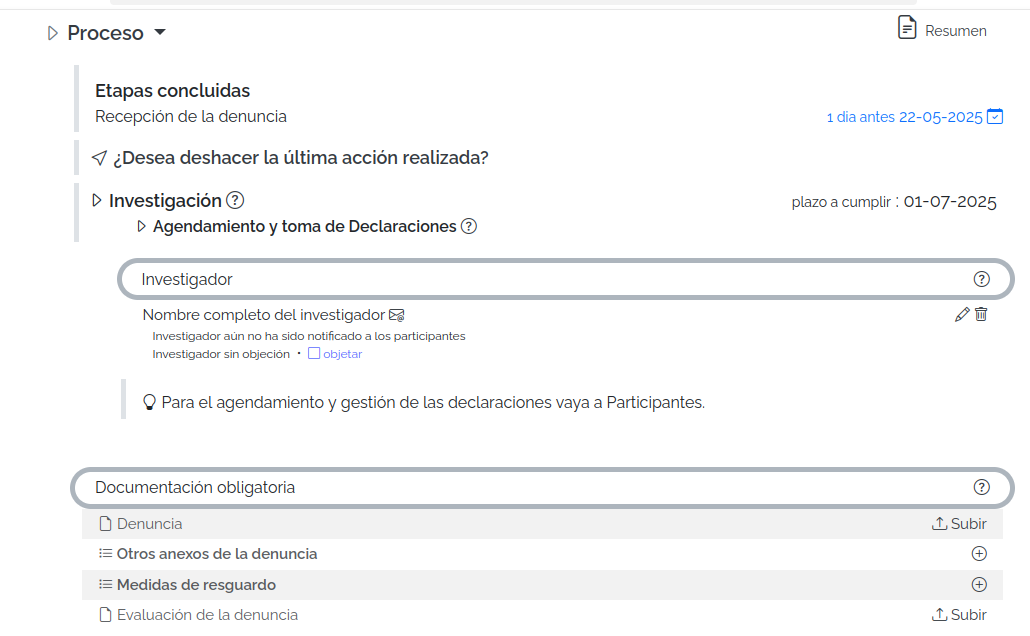 Proceso
Resumen
Etapas concluidas
Recepción de la denuncia
1 dia antes 22-05-2025
¿Desea deshacer la última acción realizada?
Investigación
plazo a cumplir : 01-07-2025
Agendamiento y toma de Declaraciones
Investigador
Nombre completo del investigador
Investigador aún no ha sido notificado a los participantes
Investigador sin objeción · objetar
Para el agendamiento y gestión de las declaraciones vaya a Participantes.
Documentación obligatoria
Denuncia
Subir
Otros anexos de la denuncia
Medidas de resguardo
Evaluación de la denuncia
Subir